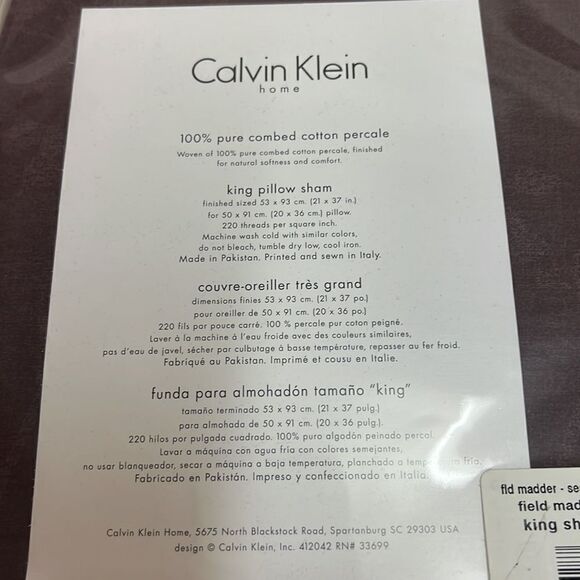 Calvin Klein
home
100% pure combed cotton percale
Woven of 100% pure combed cotton percale, finished
for natural softness and comfort.
king pillow sham
finished sized 53 x 93 cm. (21 x 37 in.)
for 50 x 91 cm. (20 x 36 cm.) pillow.
220 threads per square inch.
Machine wash cold with similar colors,
do not bleach, tumble dry low, cool iron.
Made in Pakistan. Printed and sewn in Italy.
couvre-oreiller très grand
dimensions finies 53 x 93 cm. (21 x 37 po.)
pour oreiller de 50 x 91 cm. (20 x 36 po.)
220 fils par pouce carré. 100 % percale pur coton peigné.
Laver à la machine à l'eau froide avec des couleurs similaires,
pas d'eau de javel, sécher par culbutage à basse température, repasser au fer froid.
Fabriqué au Pakistan. Imprimé et cousu en Italie.
funda para almohadón tamaño "king"
tamaño terminado 53 x 93 cm. (21 x 37 pulg.)
para almohada de 50 x 91 cm. (20 x 36 pulg.)
220 hilos por pulgada cuadrado. 100% puro algodón peinado percal.
Lavar a máquina con agua fria con colores semejantes,
no usar blanqueador, secar a máquina a baja temperatura, planchado a temperatura fria.
Fabricado en Pakistán. Impreso y confeccionado en Italia.
Calvin Klein Home, 5675 North Blackstock Road, Spartanburg SC 29303 USA
design © Calvin Klein, Inc. 412042 RN# 33699
fld madder - se
field mad
king sh